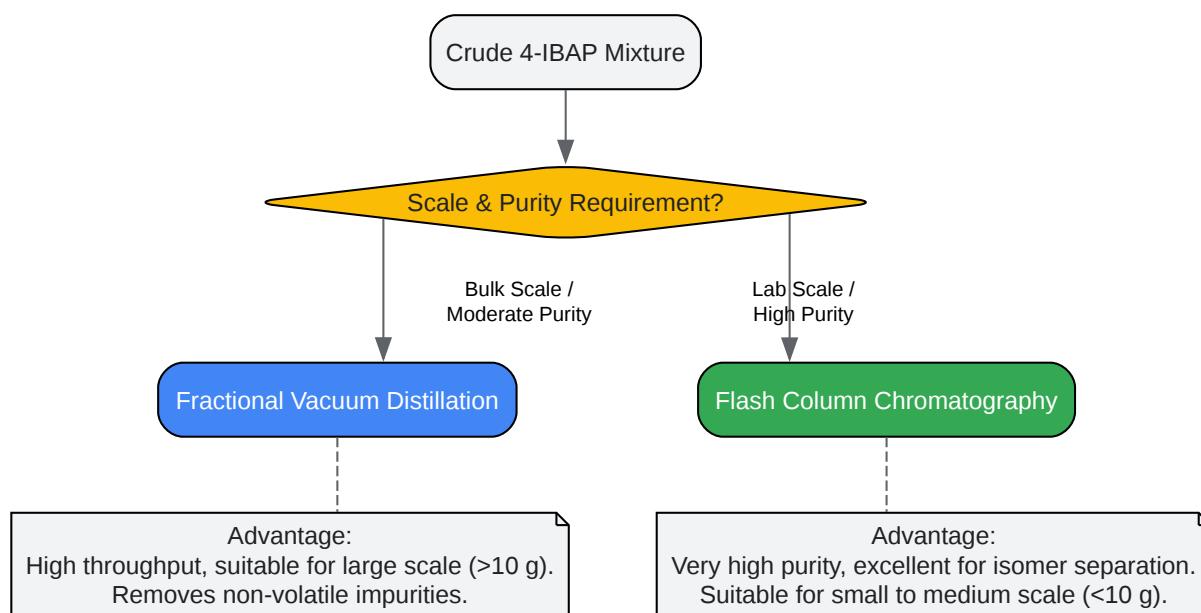 Crude 4-IBAP Mixture
Scale & Purity Requirement?
Bulk Scale /
Moderate Purity
Lab Scale /
High Purity
Fractional Vacuum Distillation
Flash Column Chromatography
Advantage:
High throughput, suitable for large scale (>10 g).
Removes non-volatile impurities.
Advantage:
Very high purity, excellent for isomer separation.
Suitable for small to medium scale (<10 g).